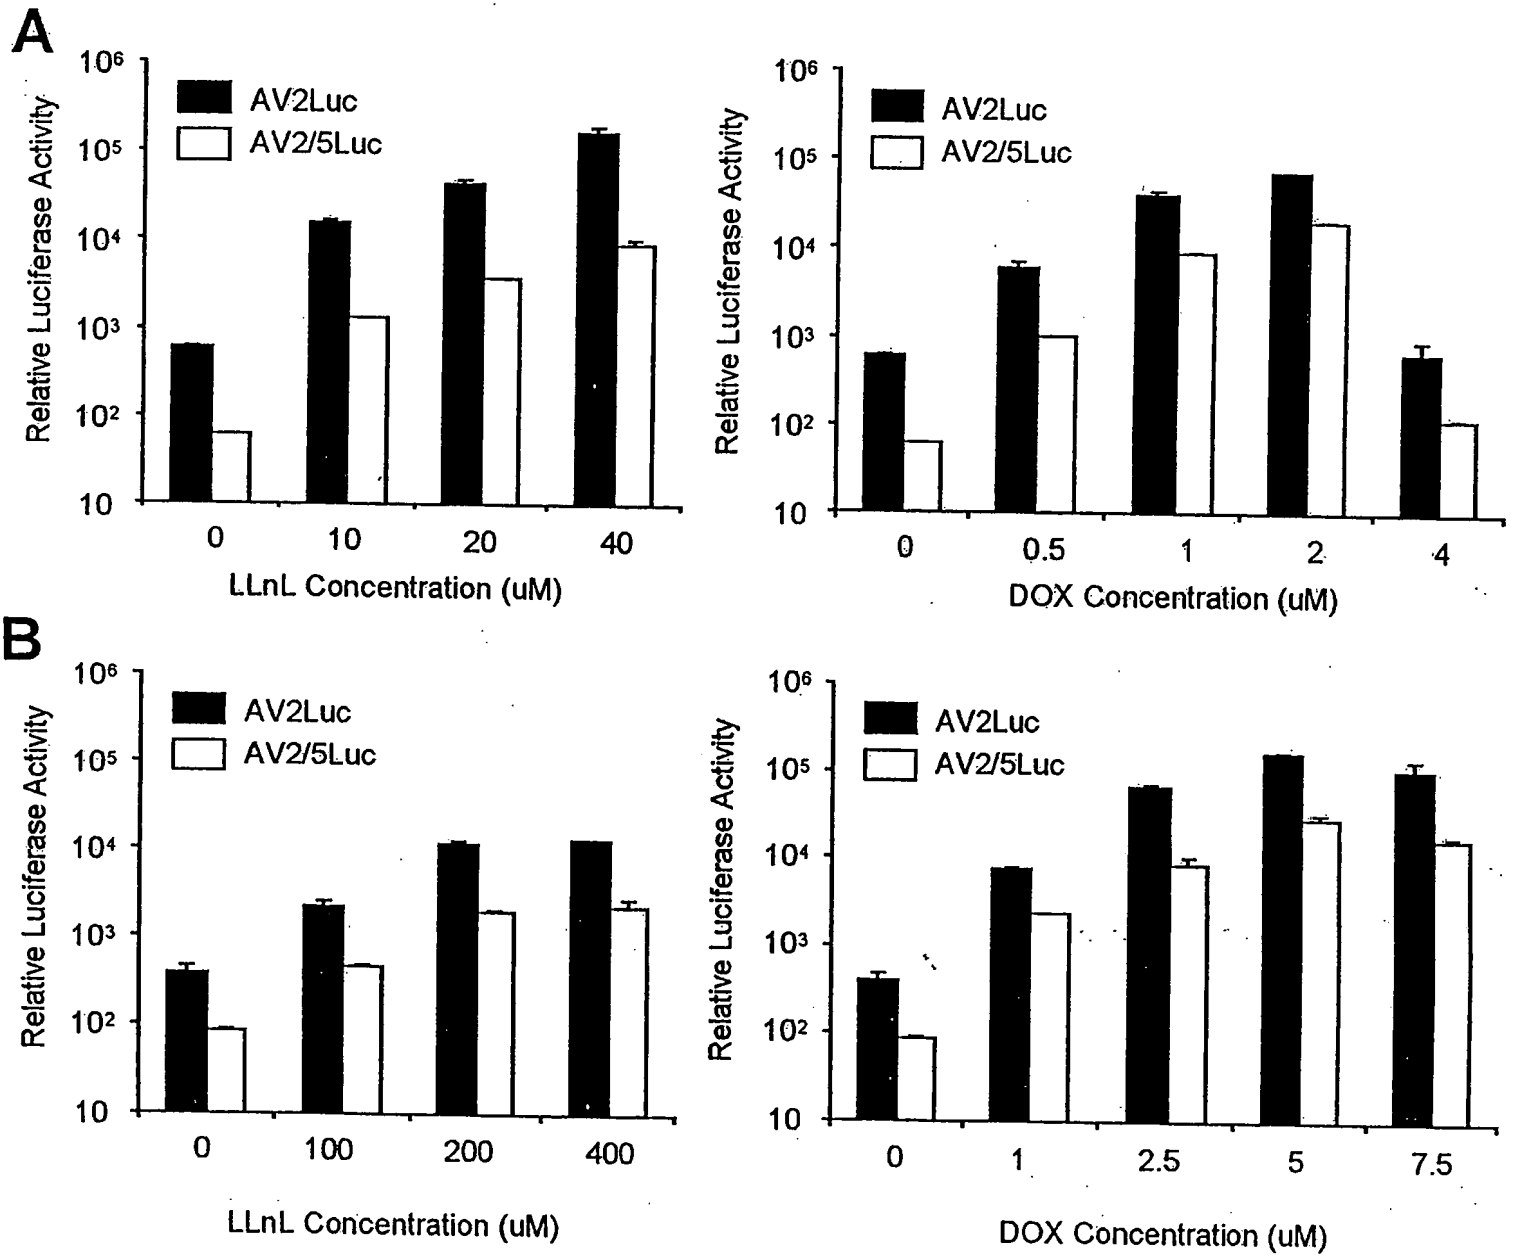 A
Relative Luciferase Activity
10⁶
10⁵
10⁴
10³
10²
10
AV2Luc
AV2/5Luc
0 10 20 40
LLnL Concentration (uM)
Relative Luciferase Activity
10⁶
10⁵
10⁴
10³
10²
10
AV2Luc
AV2/5Luc
0 0.5 1 2 4
DOX Concentration (uM)
B
Relative Luciferase Activity
10⁶
10⁵
10⁴
10³
10²
10
AV2Luc
AV2/5Luc
0 100 200 400
LLnL Concentration (uM)
Relative Luciferase Activity
10⁶
10⁵
10⁴
10³
10²
10
AV2Luc
AV2/5Luc
0 1 2.5 5 7.5
DOX Concentration (uM)